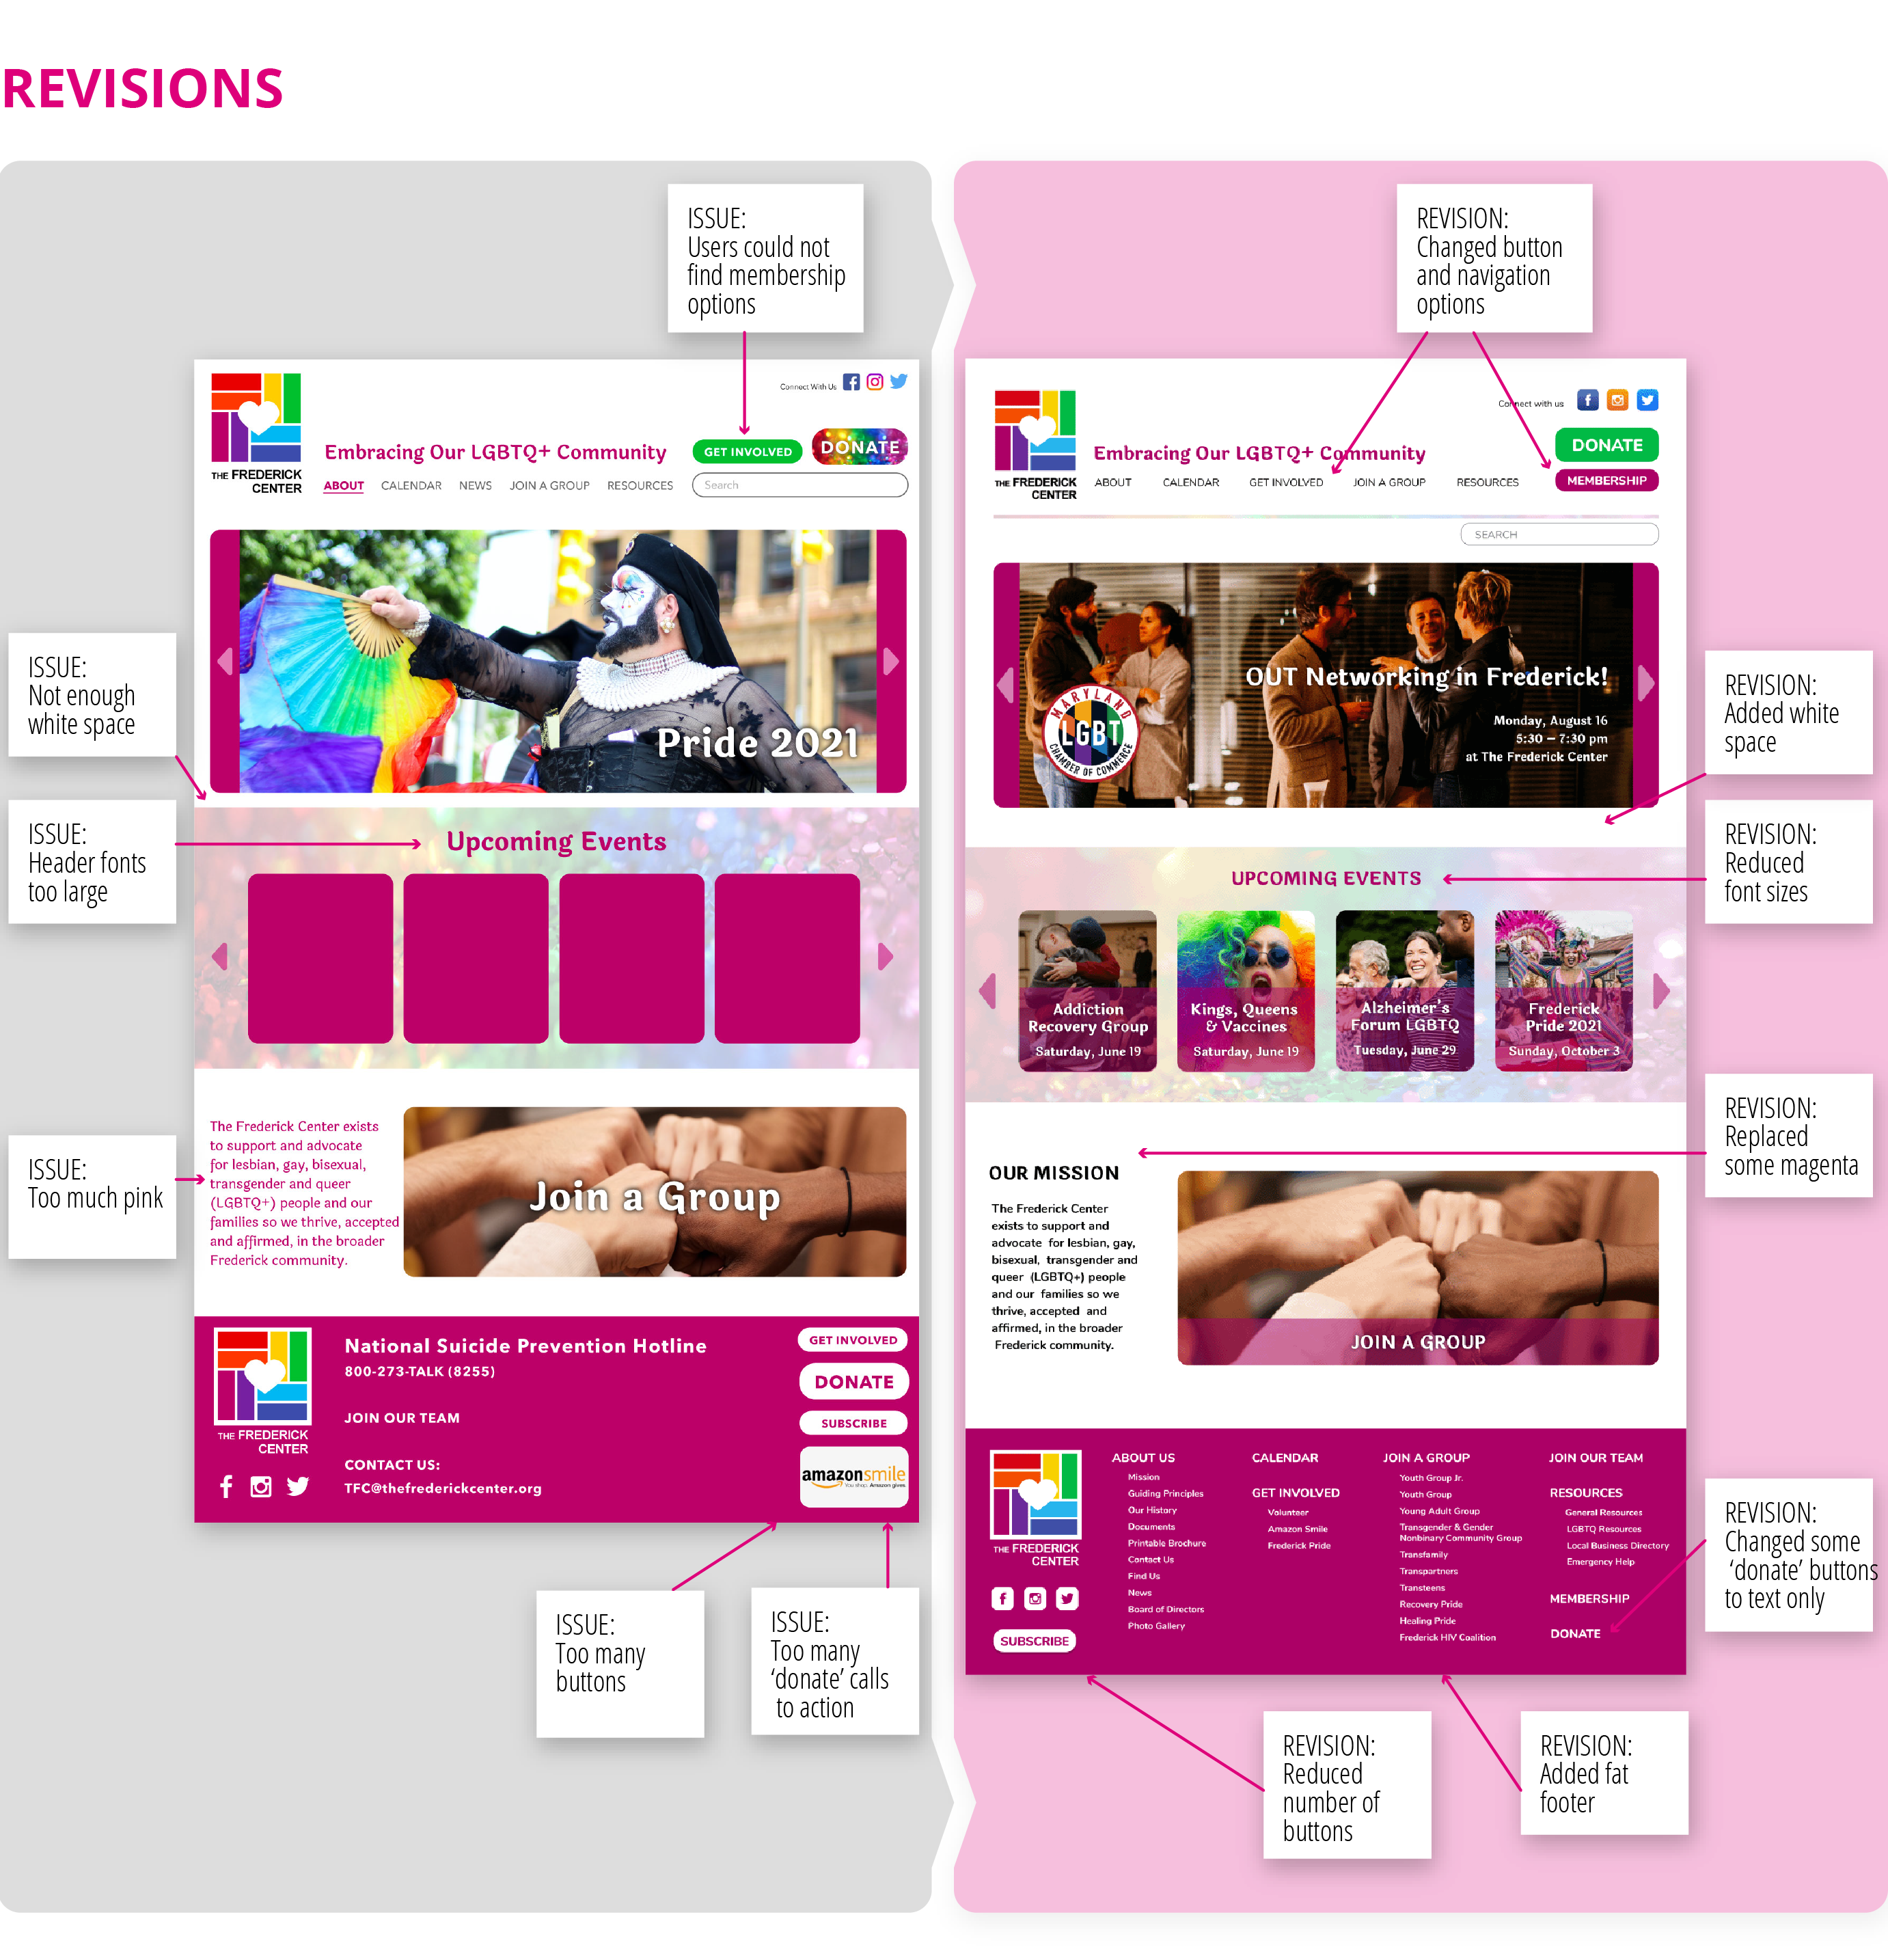 REVISIONS
ISSUE:
Users could not
find membership
options
THE FREDERICK
CENTER
Connect With Us
Embracing Our LGBTQ+ Community
GET INVOLVED
DONATE
ABOUT
CALENDAR
NEWS
JOIN A GROUP
RESOURCES
Search
Pride 2021
ISSUE:
Not enough
white space
ISSUE:
Header fonts
too large
Upcoming Events
ISSUE:
Too much pink
The Frederick Center exists
to support and advocate
for lesbian, gay, bisexual,
transgender and queer
(LGBTQ+) people and our
families so we thrive, accepted
and affirmed, in the broader
Frederick community.
Join a Group
THE FREDERICK
CENTER
National Suicide Prevention Hotline
800-273-TALK (8255)
JOIN OUR TEAM
CONTACT US:
TFC@thefrederickcenter.org
GET INVOLVED
DONATE
SUBSCRIBE
amazonsmile
You shop. Amazon gives.
ISSUE:
Too many
buttons
ISSUE:
Too many
‘donate’ calls
to action
REVISION:
Changed button
and navigation
options
THE FREDERICK
CENTER
Connect with us
Embracing Our LGBTQ+ Community
DONATE
MEMBERSHIP
ABOUT
CALENDAR
GET INVOLVED
JOIN A GROUP
RESOURCES
SEARCH
MARYLAND
LGBT
CHAMBER OF COMMERCE
OUT Networking in Frederick!
Monday, August 16
5:30 – 7:30 pm
at The Frederick Center
REVISION:
Added white
space
REVISION:
Reduced
font sizes
UPCOMING EVENTS
Addiction
Recovery Group
Saturday, June 19
Kings, Queens
& Vaccines
Saturday, June 19
Alzheimer's
Forum LGBTQ
Tuesday, June 29
Frederick
Pride 2021
Sunday, October 3
REVISION:
Replaced
some magenta
OUR MISSION
The Frederick Center
exists to support and
advocate for lesbian, gay,
bisexual, transgender and
queer (LGBTQ+) people
and our families so we
thrive, accepted and
affirmed, in the broader
Frederick community.
JOIN A GROUP
THE FREDERICK
CENTER
SUBSCRIBE
ABOUT US
Mission
Guiding Principles
Our History
Documents
Printable Brochure
Contact Us
Find Us
News
Board of Directors
Photo Gallery
CALENDAR
GET INVOLVED
Volunteer
Amazon Smile
Frederick Pride
JOIN A GROUP
Youth Group Jr.
Youth Group
Young Adult Group
Transgender & Gender
Nonbinary Community Group
Transfamily
Transpartners
Transteens
Recovery Pride
Healing Pride
Frederick HIV Coalition
JOIN OUR TEAM
RESOURCES
General Resources
LGBTQ Resources
Local Business Directory
Emergency Help
MEMBERSHIP
DONATE
REVISION:
Changed some
‘donate’ buttons
to text only
REVISION:
Reduced
number of
buttons
REVISION:
Added fat
footer